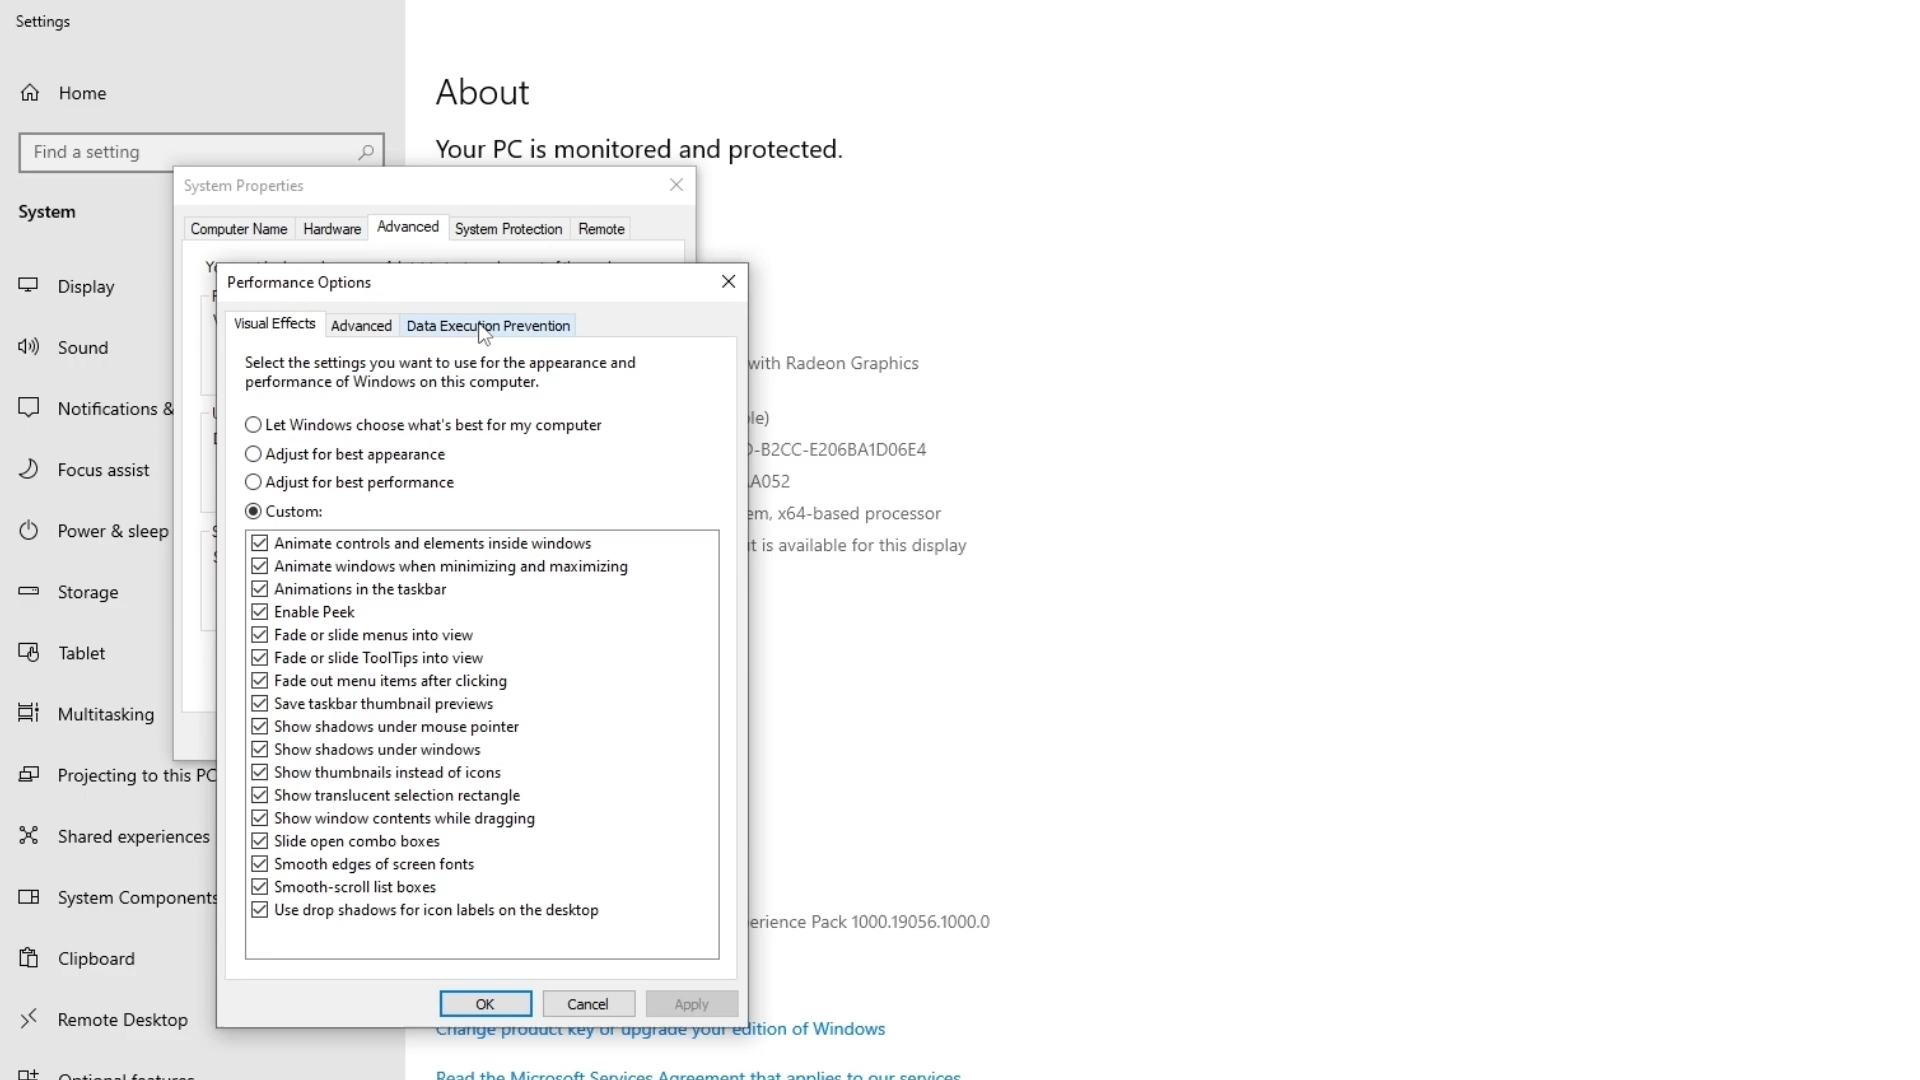 Settings
Home
Find a setting
System
Display
Sound
Notifications &
Focus assist
Power & sleep
Storage
Tablet
Multitasking
Projecting to this PC
Shared experiences
System Components
Clipboard
Remote Desktop
Optional features
About
Your PC is monitored and protected.
System Properties
Computer Name Hardware Advanced System Protection Remote
Performance Options
Visual Effects Advanced Data Execution Prevention
Select the settings you want to use for the appearance and
performance of Windows on this computer.
Let Windows choose what's best for my computer
Adjust for best appearance
Adjust for best performance
Custom:
Animate controls and elements inside windows
Animate windows when minimizing and maximizing
Animations in the taskbar
Enable Peek
Fade or slide menus into view
Fade or slide ToolTips into view
Fade out menu items after clicking
Save taskbar thumbnail previews
Show shadows under mouse pointer
Show shadows under windows
Show thumbnails instead of icons
Show translucent selection rectangle
Show window contents while dragging
Slide open combo boxes
Smooth edges of screen fonts
Smooth-scroll list boxes
Use drop shadows for icon labels on the desktop
OK Cancel Apply
with Radeon Graphics
-B2CC-E206BA1D06E4
A052
em, x64-based processor
t is available for this display
erience Pack 1000.19056.1000.0
Change product key or upgrade your edition of Windows
Read the Microsoft Services Agreement that applies to our services